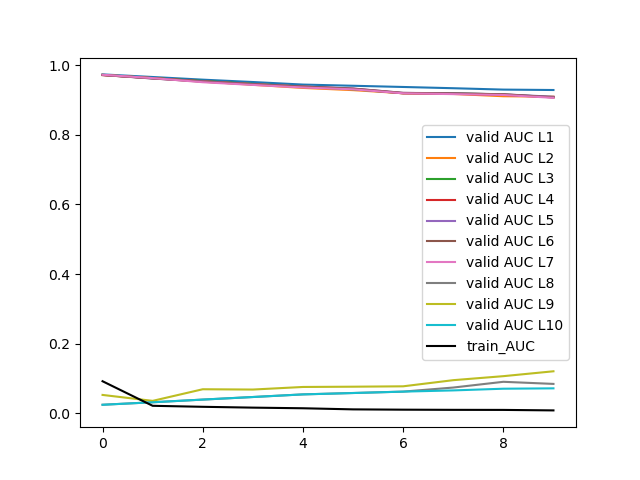 1.0
0.8
0.6
0.4
0.2
0.0
0
2
4
6
8
valid AUC L1
valid AUC L2
valid AUC L3
valid AUC L4
valid AUC L5
valid AUC L6
valid AUC L7
valid AUC L8
valid AUC L9
valid AUC L10
train_AUC